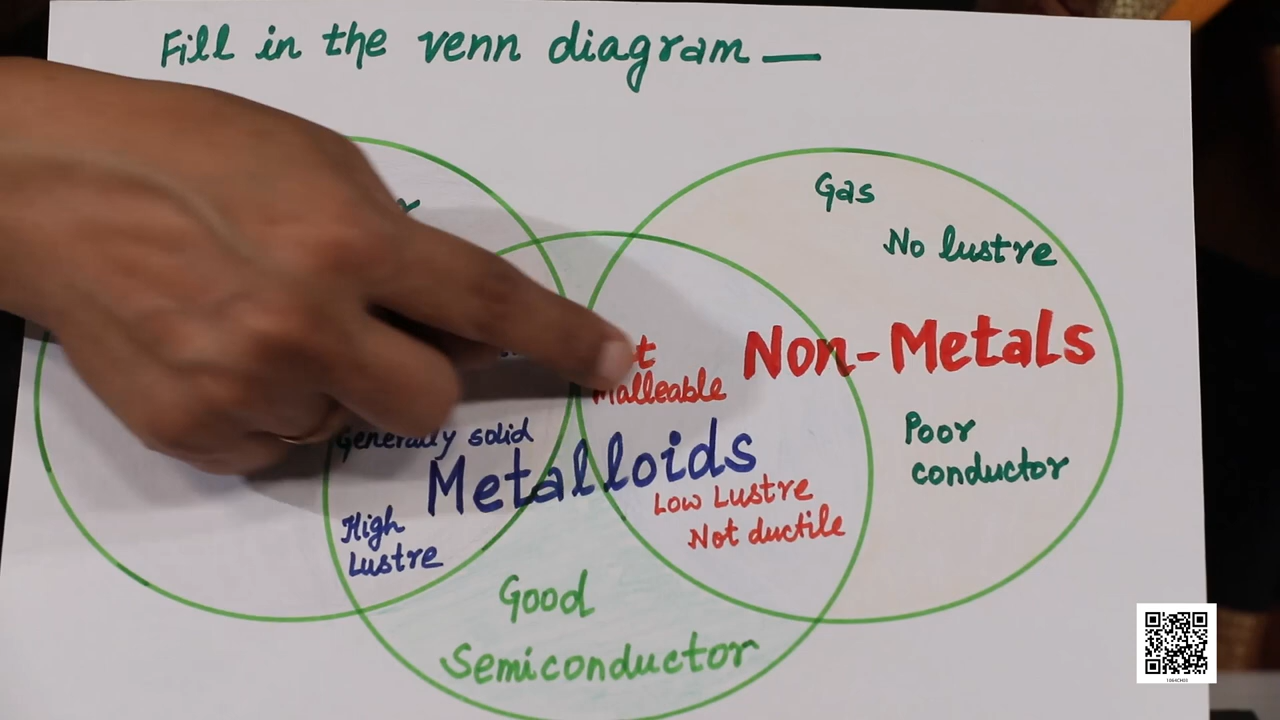 Fill in the venn diagram —
Gas
No lustre
Non-Metals
Malleable
Poor
conductor
Generally solid
Metalloids
High
Lustre
Low Lustre
Not ductile
Good
Semiconductor